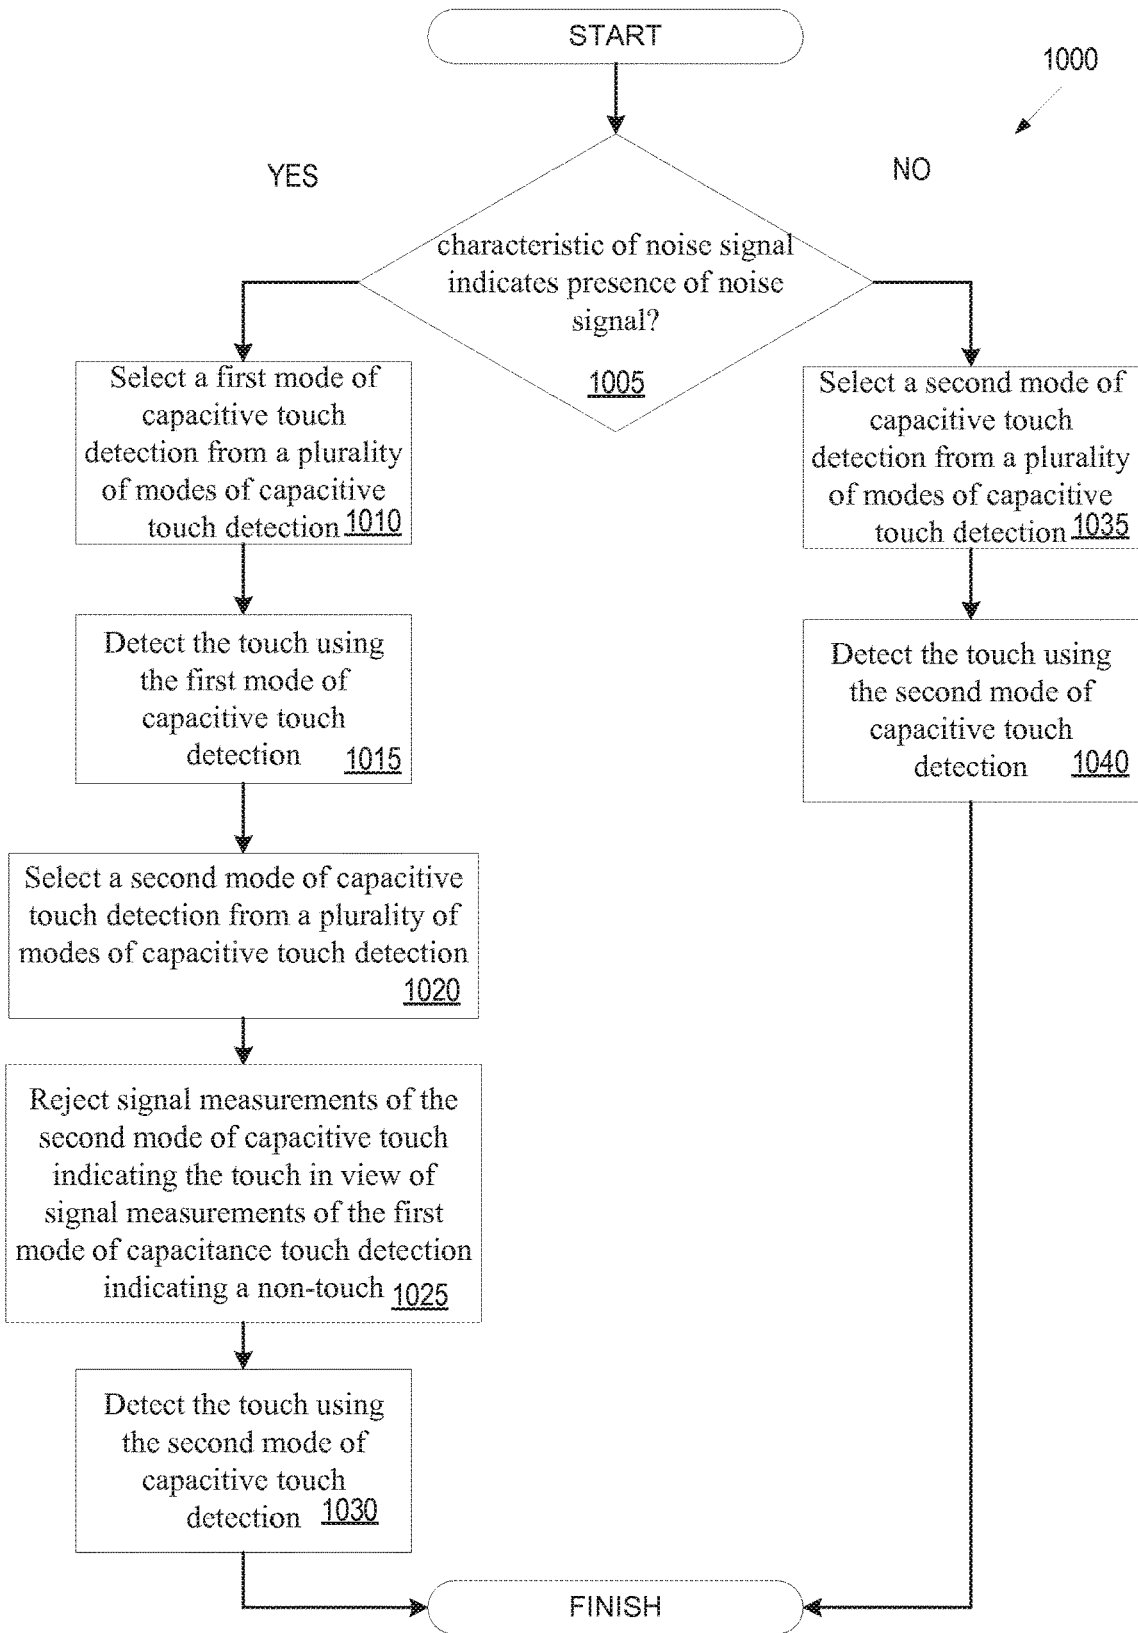 START
1000
YES
NO
characteristic of noise signal
indicates presence of noise
signal?
1005
Select a first mode of
capacitive touch
detection from a plurality
of modes of capacitive
touch detection 1010
Select a second mode of
capacitive touch
detection from a plurality
of modes of capacitive
touch detection 1035
Detect the touch using
the first mode of
capacitive touch
detection 1015
Detect the touch using
the second mode of
capacitive touch
detection 1040
Select a second mode of capacitive
touch detection from a plurality of
modes of capacitive touch detection
1020
Reject signal measurements of the
second mode of capacitive touch
indicating the touch in view of
signal measurements of the first
mode of capacitance touch detection
indicating a non-touch 1025
Detect the touch using
the second mode of
capacitive touch
detection 1030
FINISH